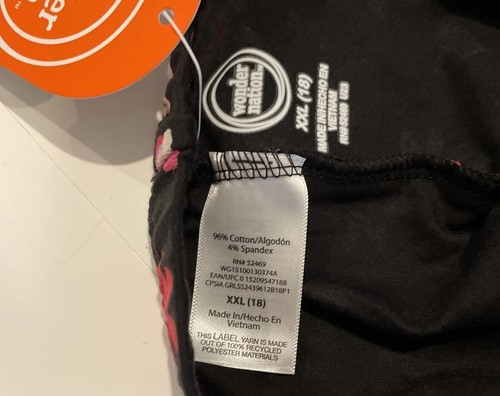 wonder
nation™
XXL (18)
MADE IN/HECHO EN
VIETNAM
96% Cotton/Algodón
4% Spandex
RN# 52469
WG15100130374A
EAN/UPC 0 15209547188
CPSIA GRLSS2439612B18P1
XXL (18)
Made In/Hecho En
Vietnam
THIS LABEL YARN IS MADE
OUT OF 100% RECYCLED
POLYESTER MATERIALS